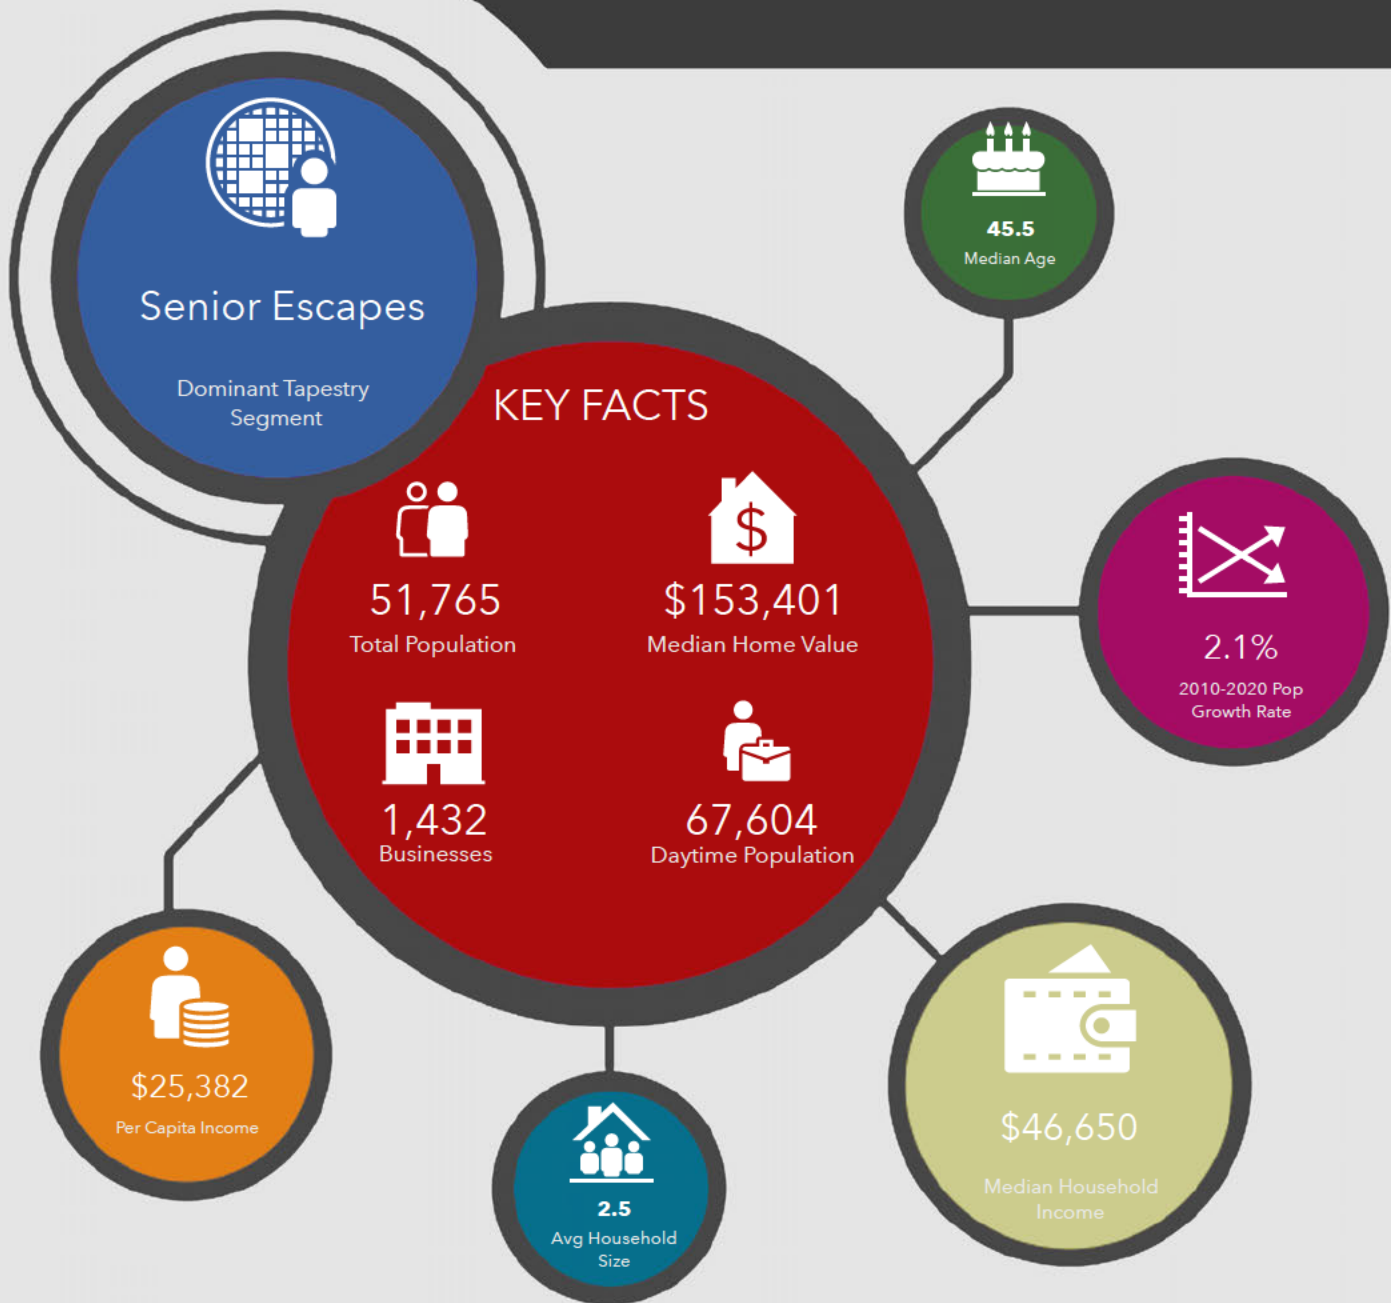 Senior Escapes
Dominant Tapestry
Segment
KEY FACTS
51,765
Total Population
$153,401
Median Home Value
1,432
Businesses
67,604
Daytime Population
45.5
Median Age
2.1%
2010-2020 Pop
Growth Rate
$25,382
Per Capita Income
2.5
Avg Household
Size
$46,650
Median Household
Income